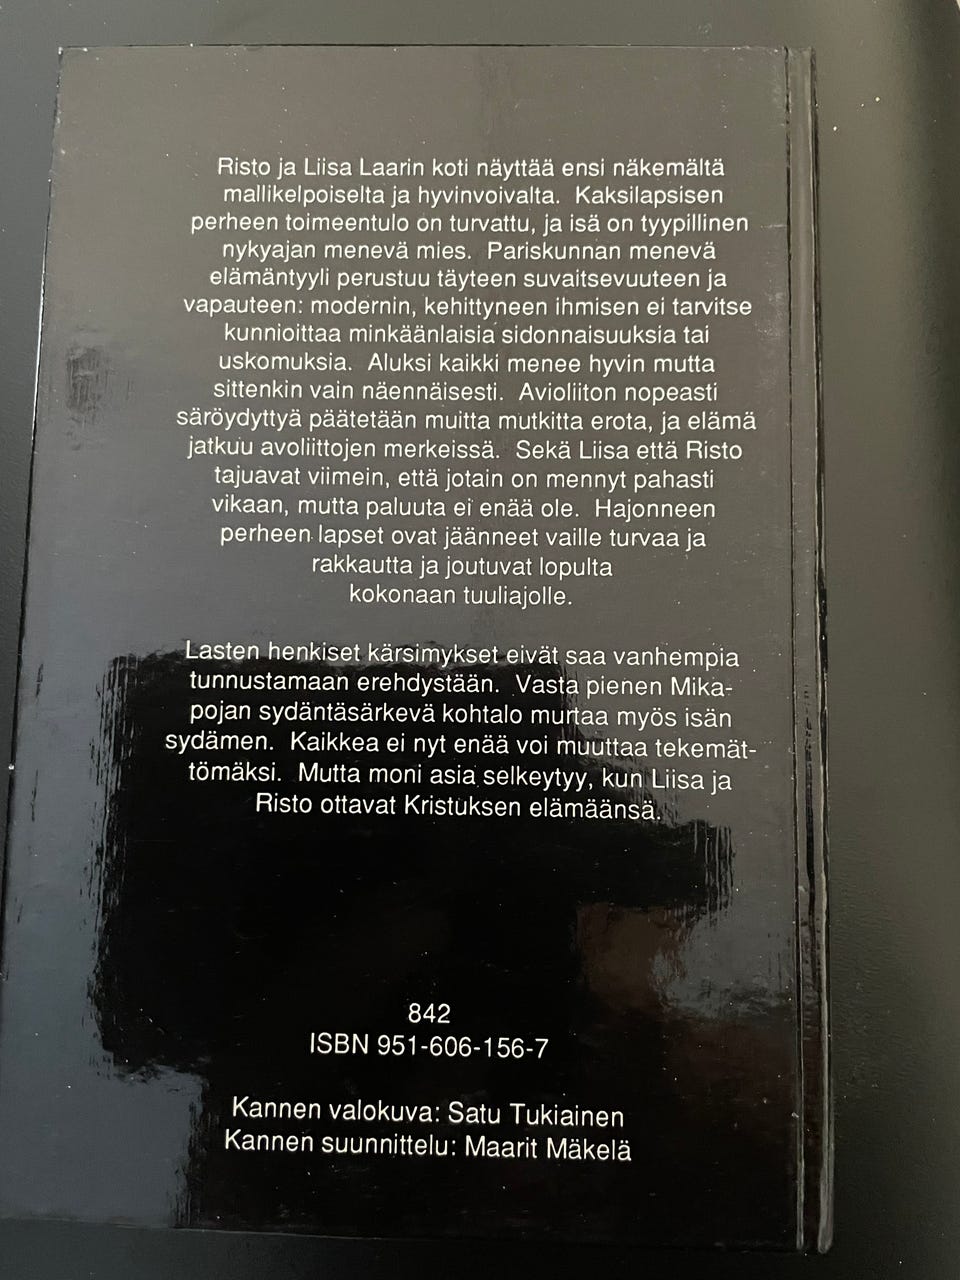 Risto ja Liisa Laarin koti näyttää ensi näkemältä
mallikelpoiselta ja hyvinvoivalta. Kaksilapsisen
perheen toimeentulo on turvattu, ja isä on tyypillinen
nykyajan menevä mies. Pariskunnan menevä
elämäntyyli perustuu täyteen suvaitsevuuteen ja
vapauteen: modernin, kehittyneen ihmisen ei tarvitse
kunnioittaa minkäänlaisia sidonnaisuuksia tai
uskomuksia. Aluksi kaikki menee hyvin mutta
sittenkin vain näennäisesti. Avioliiton nopeasti
säröydyttyä päätetään muitta mutkitta erota, ja elämä
jatkuu avoliittojen merkeissä. Sekä Liisa että Risto
tajuavat viimein, että jotain on mennyt pahasti
vikaan, mutta paluuta ei enää ole. Hajonneen
perheen lapset ovat jääneet vaille turvaa ja
rakkautta ja joutuvat lopulta
kokonaan tuuliajolle.
Lasten henkiset kärsimykset eivät saa vanhempia
tunnustamaan erehdystään. Vasta pienen Mika-
pojan sydäntäsärkevä kohtalo murtaa myös isän
sydämen. Kaikkea ei nyt enää voi muuttaa tekemät-
tömäksi. Mutta moni asia selkeytyy, kun Liisa ja
Risto ottavat Kristuksen elämäänsä.
842
ISBN 951-606-156-7
Kannen valokuva: Satu Tukiainen
Kannen suunnittelu: Maarit Mäkelä